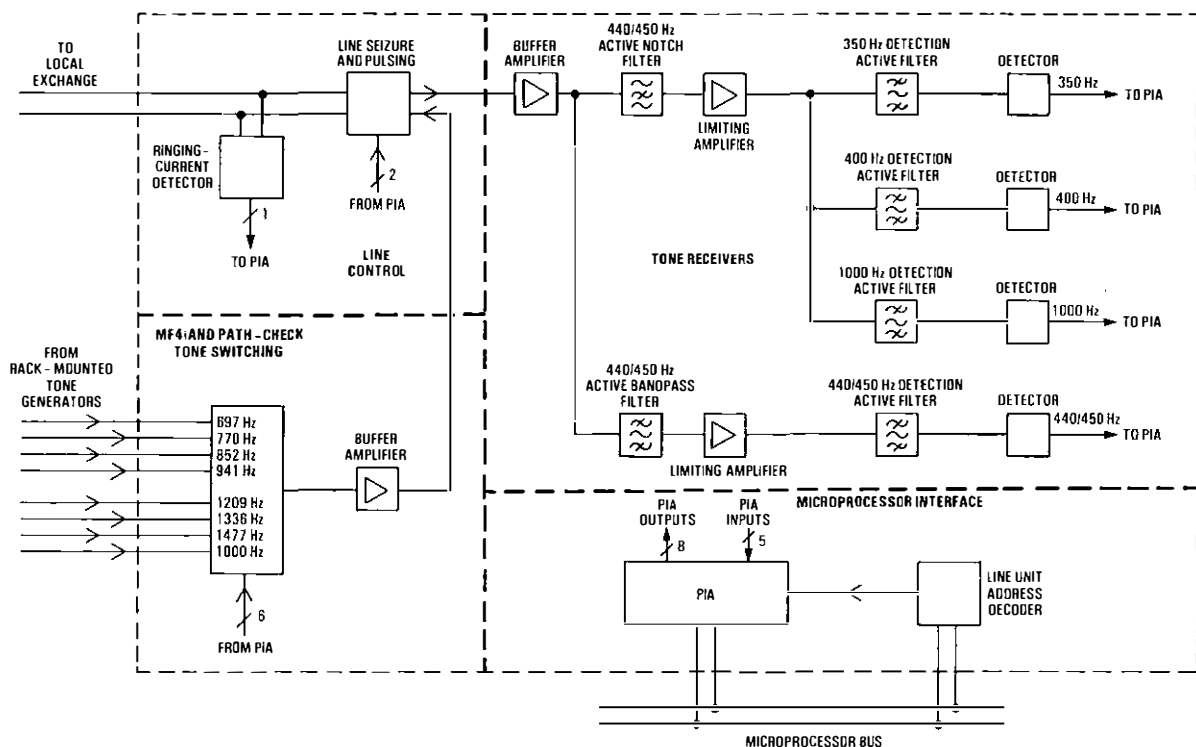 TO
LOCAL
EXCHANGE
LINE SEIZURE
AND PULSING
RINGING-
CURRENT
DETECTOR
1
TO PIA
2
FROM PIA
LINE
CONTROL
MF4 AND PATH-CHECK
TONE SWITCHING
FROM
RACK-MOUNTED
TONE
GENERATORS
697 Hz
770 Hz
852 Hz
941 Hz
1209 Hz
1336 Hz
1477 Hz
1000 Hz
BUFFER
AMPLIFIER
6
FROM PIA
BUFFER
AMPLIFIER
440/450 Hz
ACTIVE NOTCH
FILTER
LIMITING
AMPLIFIER
350 Hz DETECTION
ACTIVE FILTER
DETECTOR
350 Hz
TO PIA
400 Hz DETECTION
ACTIVE FILTER
DETECTOR
400 Hz
TO PIA
TONE RECEIVERS
1000 Hz DETECTION
ACTIVE FILTER
DETECTOR
1000 Hz
TO PIA
440/450 Hz
ACTIVE BANDPASS
FILTER
LIMITING AMPLIFIER
440/450 Hz DETECTION
ACTIVE FILTER
DETECTOR
440/450 Hz
TO PIA
MICROPROCESSOR INTERFACE
PIA
OUTPUTS
8
PIA
INPUTS
5
PIA
LINE UNIT
ADDRESS
DECODER
MICROPROCESSOR BUS